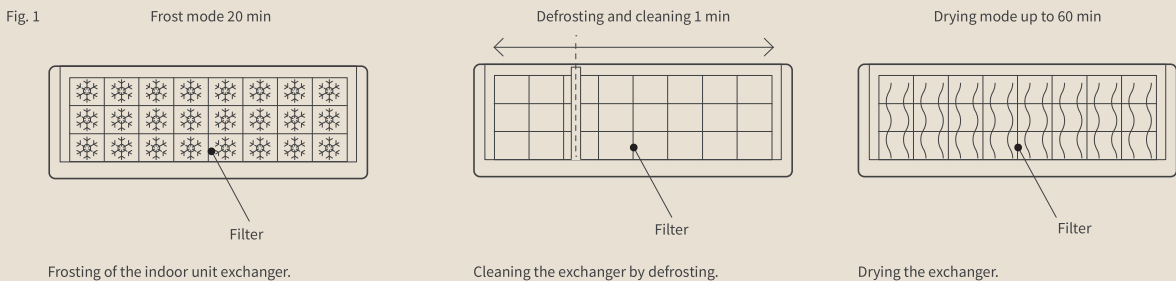 Fig. 1
Frost mode 20 min
Defrosting and cleaning 1 min
Drying mode up to 60 min
Filter
Filter
Filter
Frosting of the indoor unit exchanger.
Cleaning the exchanger by defrosting.
Drying the exchanger.